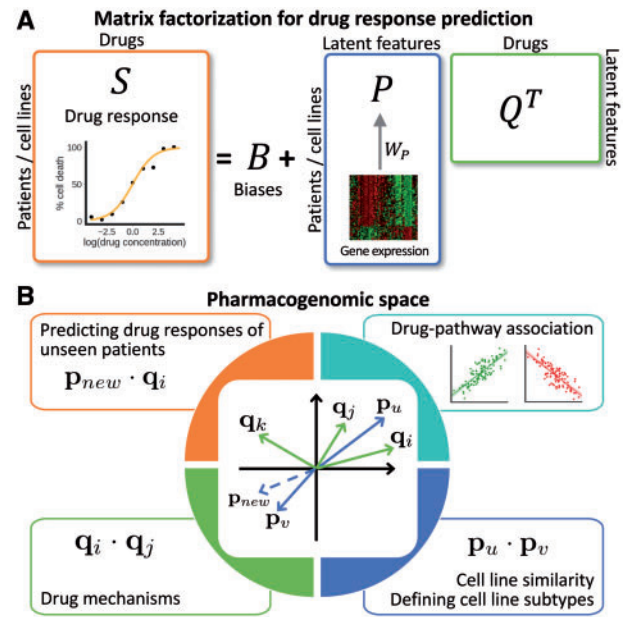 A
Matrix factorization for drug response prediction
Drugs
Patients / cell lines
S
Drug response
% cell death
100
50
0
−2.5 0.0 2.5
log(drug concentration)
= B +
Biases
Latent features
Patients / cell lines
P
W_P
Gene expression
Drugs
Q^T
Latent features
B
Pharmacogenomic space
Predicting drug responses of
unseen patients
p_new · q_i
Drug-pathway association
q_k
q_j
p_u
q_i
p_new
p_v
q_i · q_j
Drug mechanisms
p_u · p_v
Cell line similarity
Defining cell line subtypes